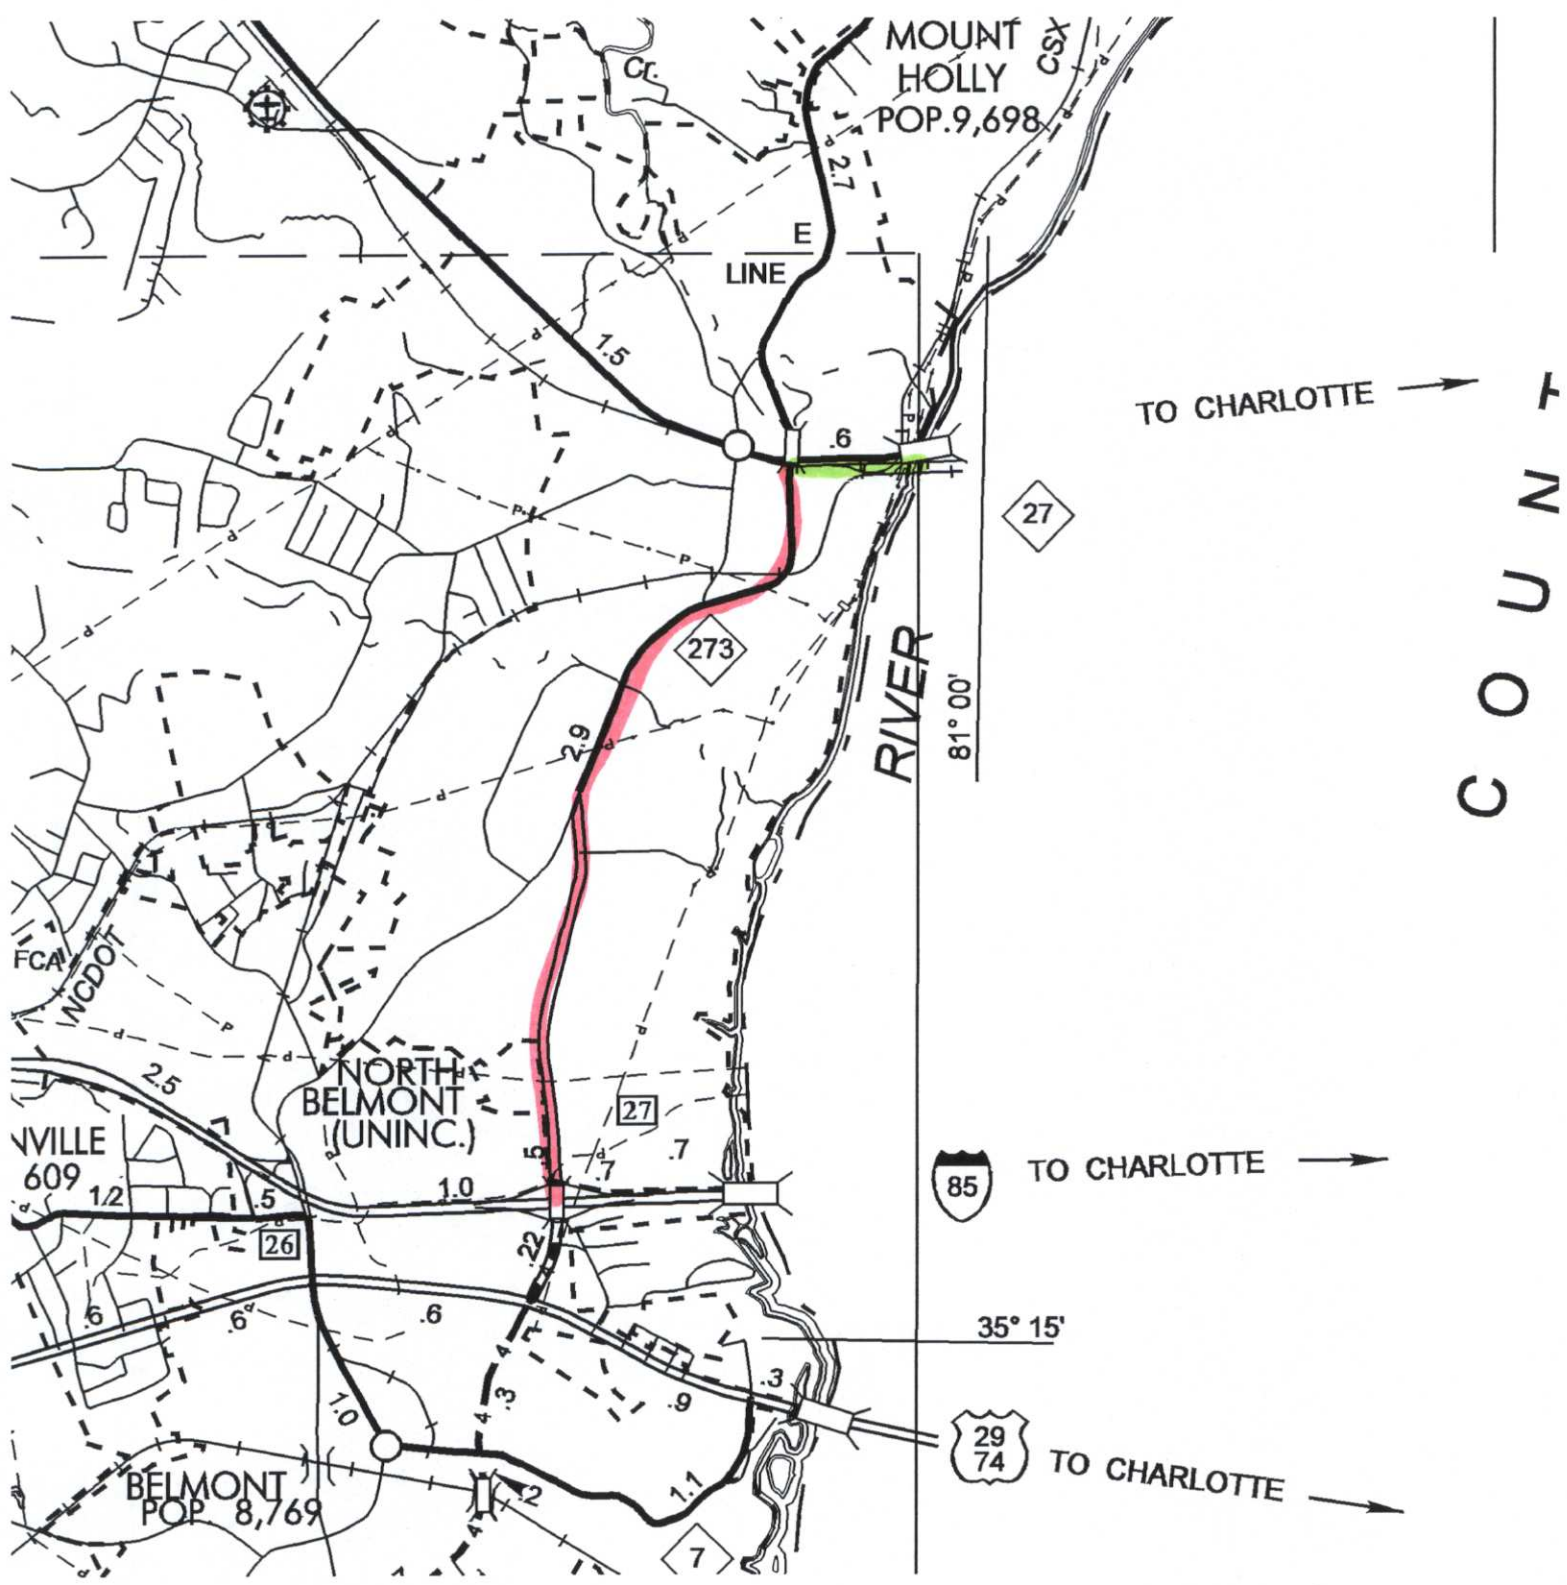 MOUNT
HOLLY
POP.9,698
CSX
Cr.
2.7
E
LINE
1.5
.6
TO CHARLOTTE
27
273
2.9
RIVER
81° 00'
COUNT
FCA
NCDOT
2.5
NORTH
BELMONT
(UNINC.)
27
.5
.7
.7
NVILLE
609
1.2
.5
1.0
85
TO CHARLOTTE
26
.22
.6
.6
.6
35° 15'
.3
.9
.3
1.0
29
74
TO CHARLOTTE
BELMONT
POP. 8,769
.2
1.1
7